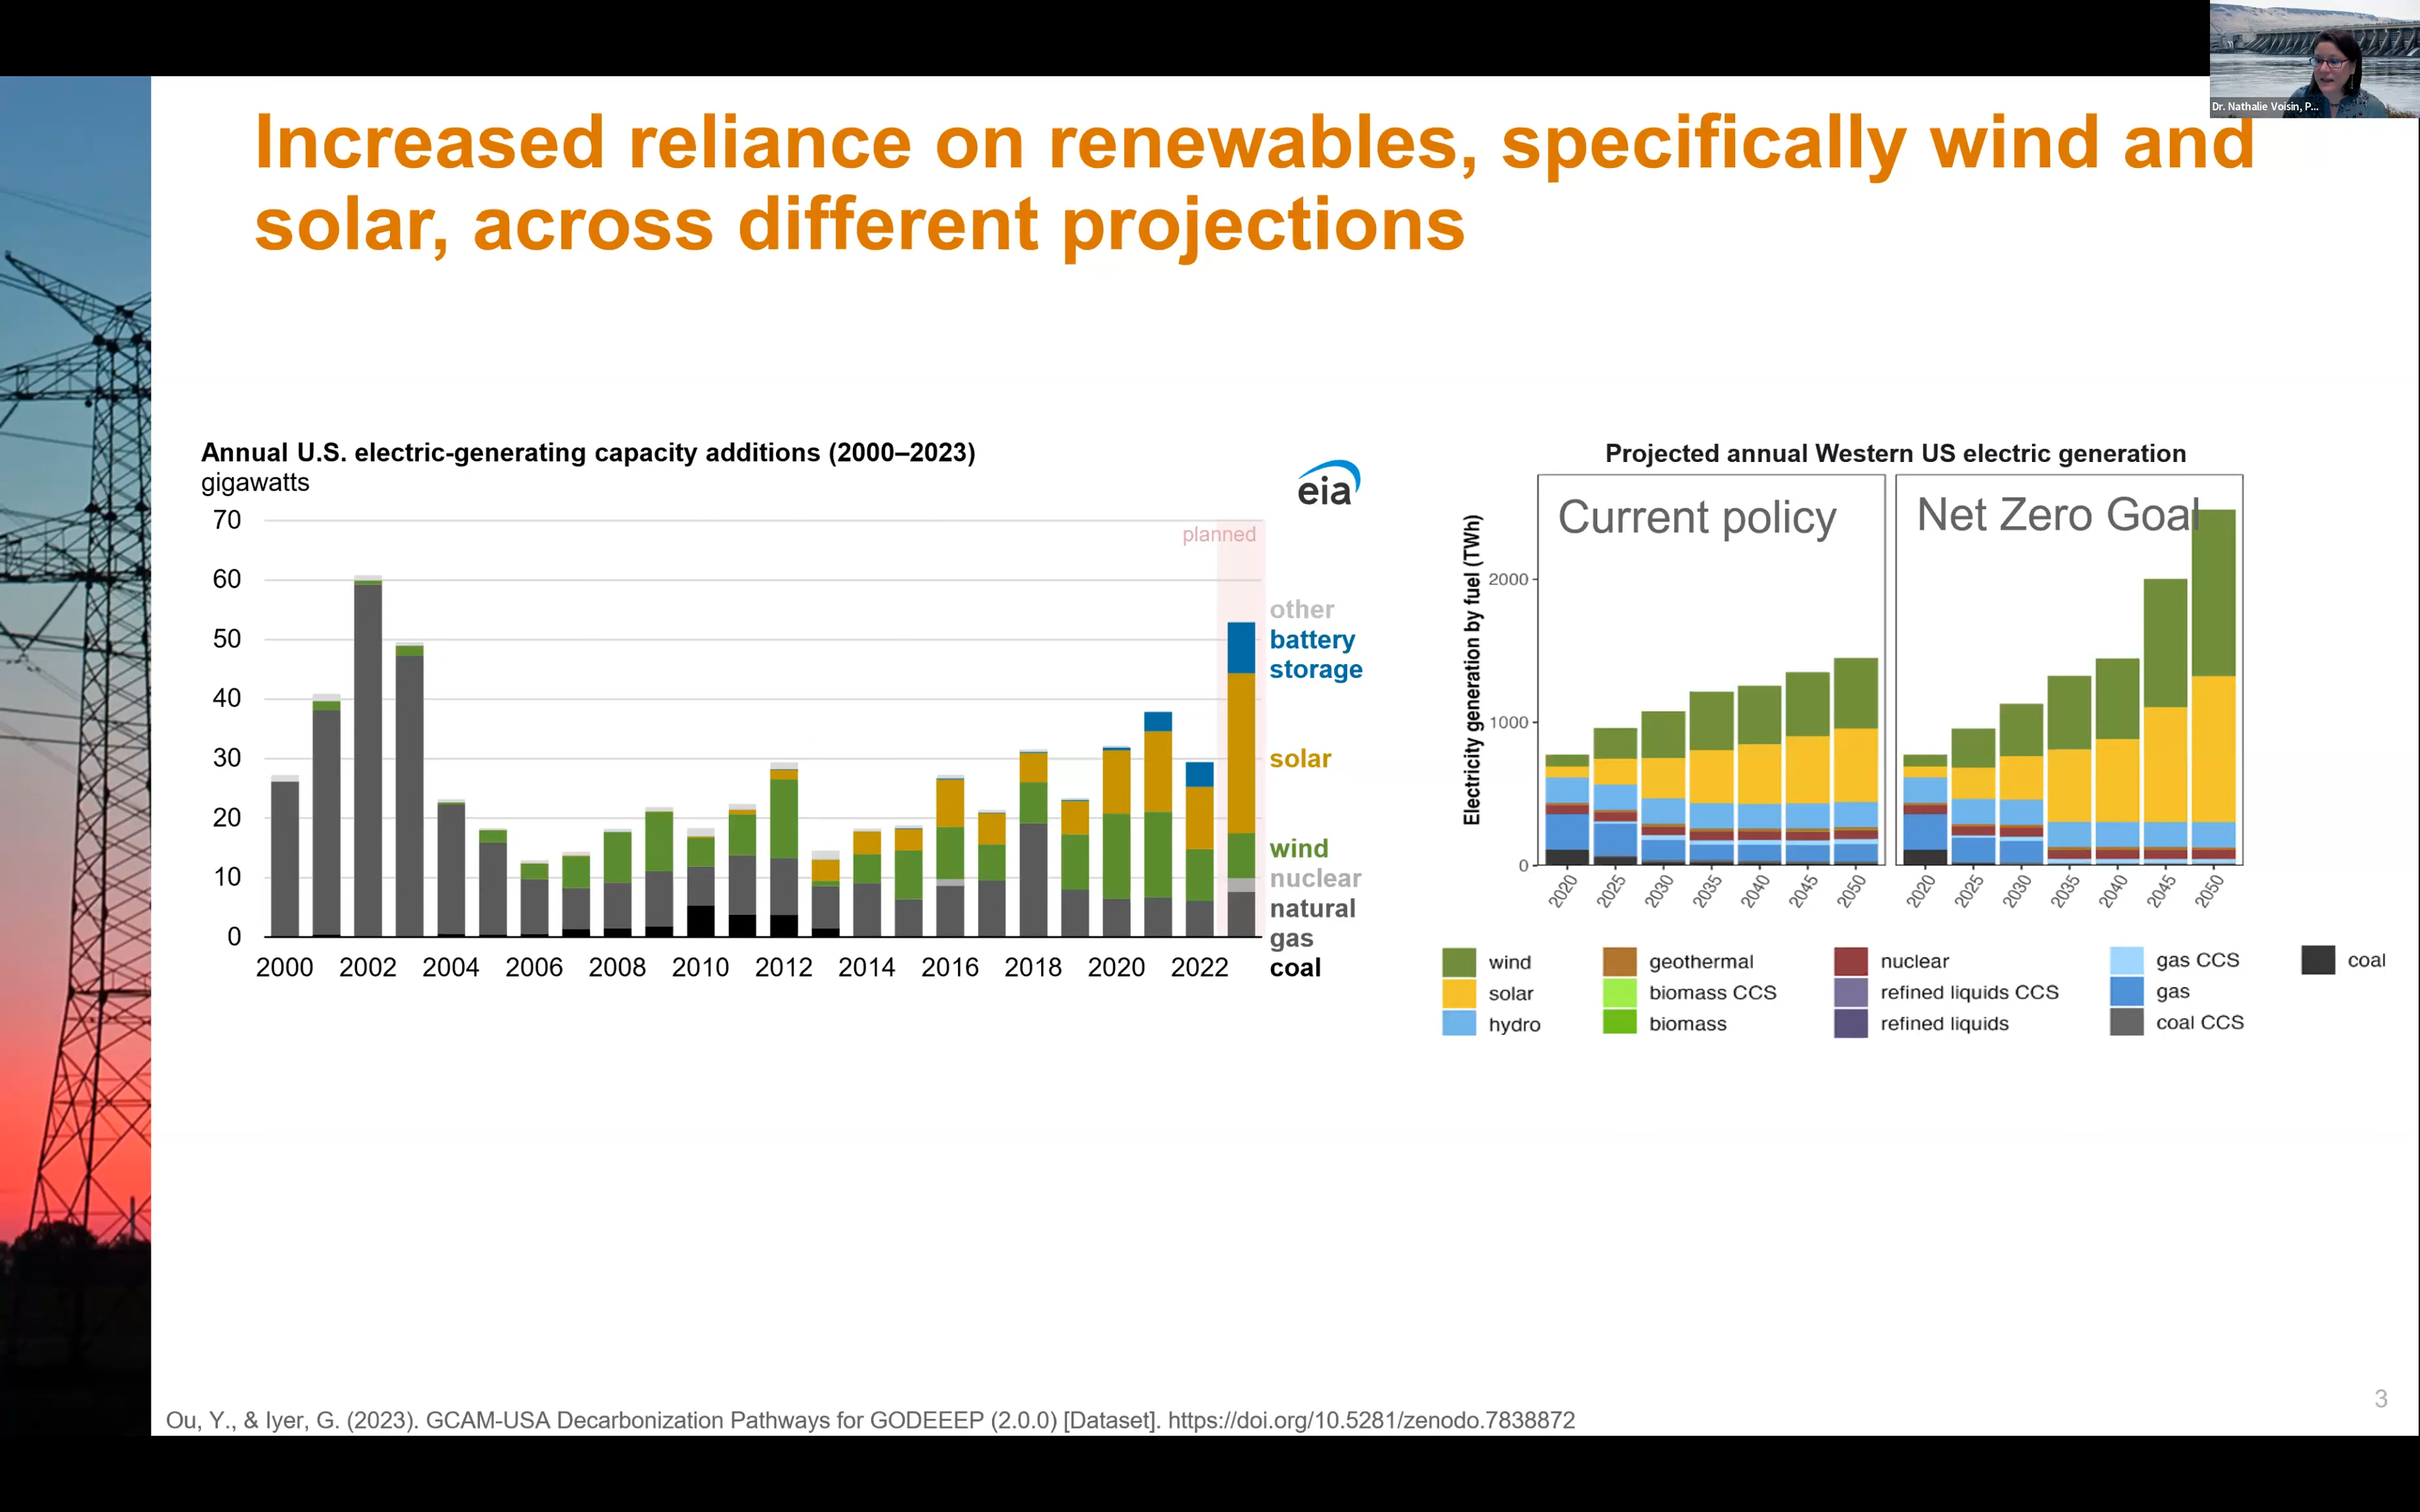 Dr. Nathalie Voisin, P...
Increased reliance on renewables, specifically wind and
solar, across different projections
Annual U.S. electric-generating capacity additions (2000–2023)
gigawatts
eia
planned
70
60
50
40
30
20
10
0
2000 2002 2004 2006 2008 2010 2012 2014 2016 2018 2020 2022
other
battery
storage
solar
wind
nuclear
natural
gas
coal
Projected annual Western US electric generation
Current policy
Net Zero Goal
Electricity generation by fuel (TWh)
2000
1000
0
2020 2025 2030 2035 2040 2045 2050
2020 2025 2030 2035 2040 2045 2050
wind geothermal nuclear gas CCS coal
solar biomass CCS refined liquids CCS gas
hydro biomass refined liquids coal CCS
3
Ou, Y., & Iyer, G. (2023). GCAM-USA Decarbonization Pathways for GODEEEP (2.0.0) [Dataset]. https://doi.org/10.5281/zenodo.7838872